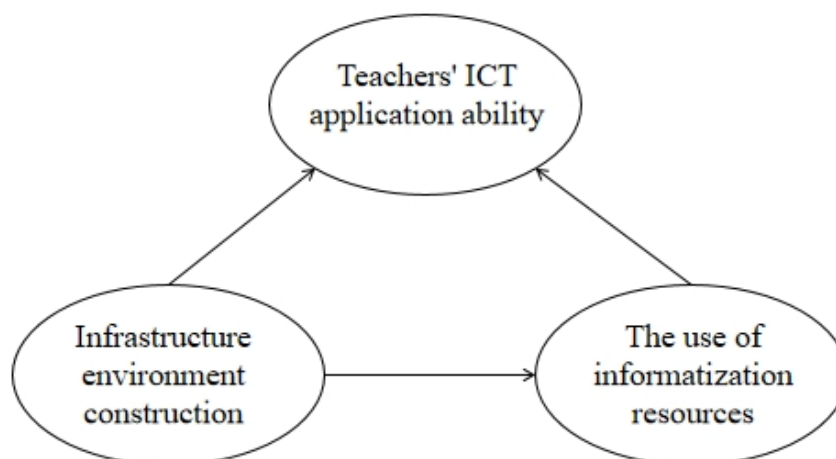 Teachers' ICT
application ability
Infrastructure
environment
construction
The use of
informatization
resources